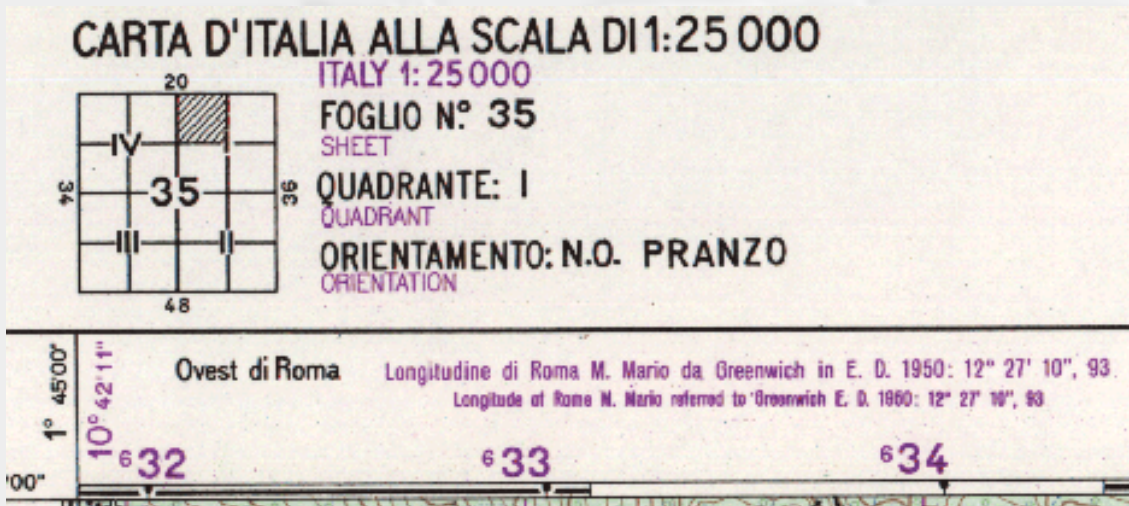 CARTA D'ITALIA ALLA SCALA DI 1:25 000
ITALY 1:25 000
20
FOGLIO N.º 35
SHEET
IV
I
34
35
36
QUADRANTE: I
QUADRANT
III
II
ORIENTAMENTO: N.O. PRANZO
ORIENTATION
48
1° 45'00"
10° 42'11"
Ovest di Roma
Longitudine di Roma M. Mario da Greenwich in E. D. 1950: 12° 27' 10", 93
Longitude of Rome M. Mario referred to Greenwich E. D. 1950: 12° 27' 10", 93
632
633
634
'00"